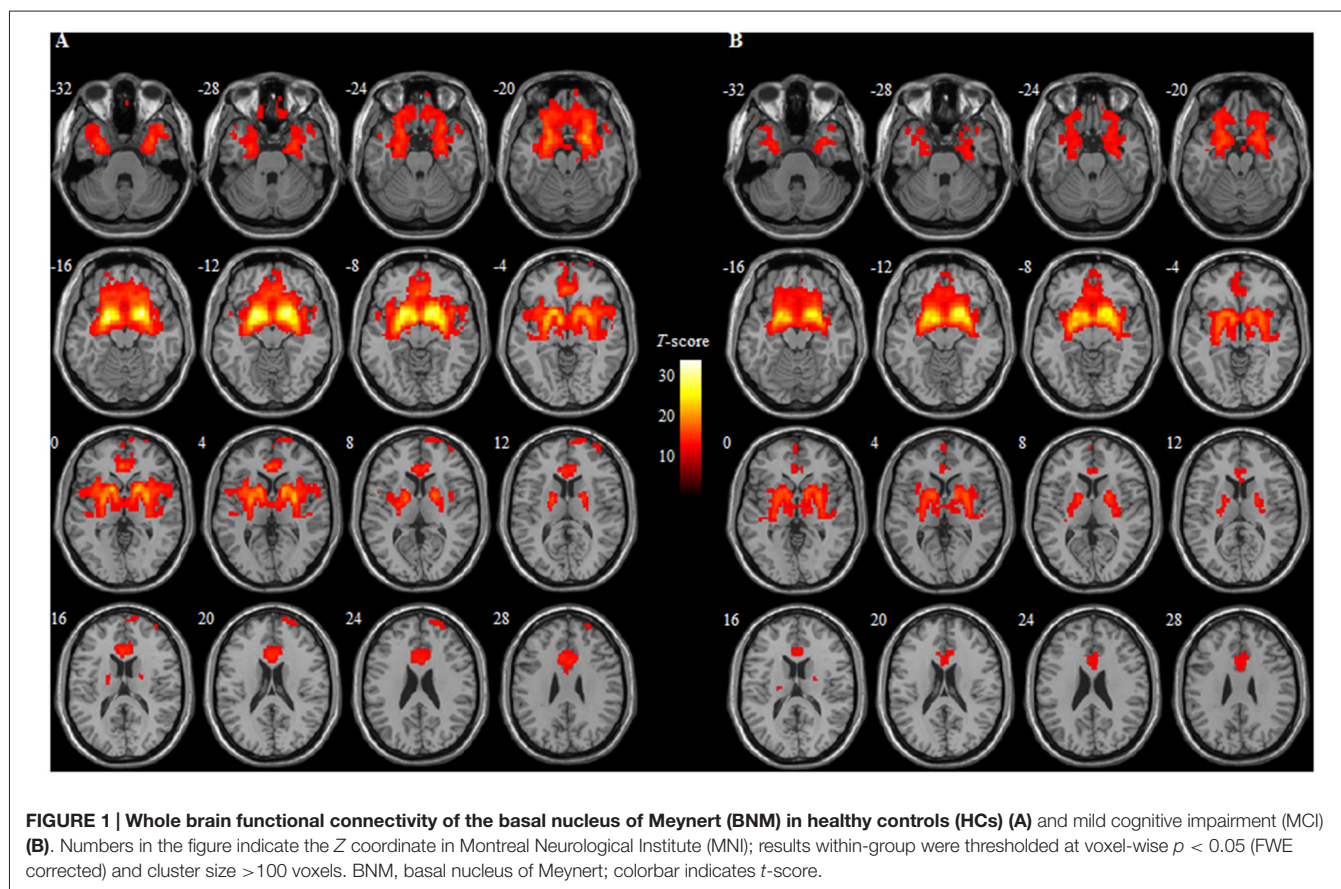 A B
-32 -28 -24 -20 -32 -28 -24 -20
-16 -12 -8 -4 -16 -12 -8 -4
T-score
30
20
10
0 4 8 12 0 4 8 12
16 20 24 28 16 20 24 28
FIGURE 1 | Whole brain functional connectivity of the basal nucleus of Meynert (BNM) in healthy controls (HCs) (A) and mild cognitive impairment (MCI)
(B). Numbers in the figure indicate the Z coordinate in Montreal Neurological Institute (MNI); results within-group were thresholded at voxel-wise p < 0.05 (FWE
corrected) and cluster size >100 voxels. BNM, basal nucleus of Meynert; colorbar indicates t-score.